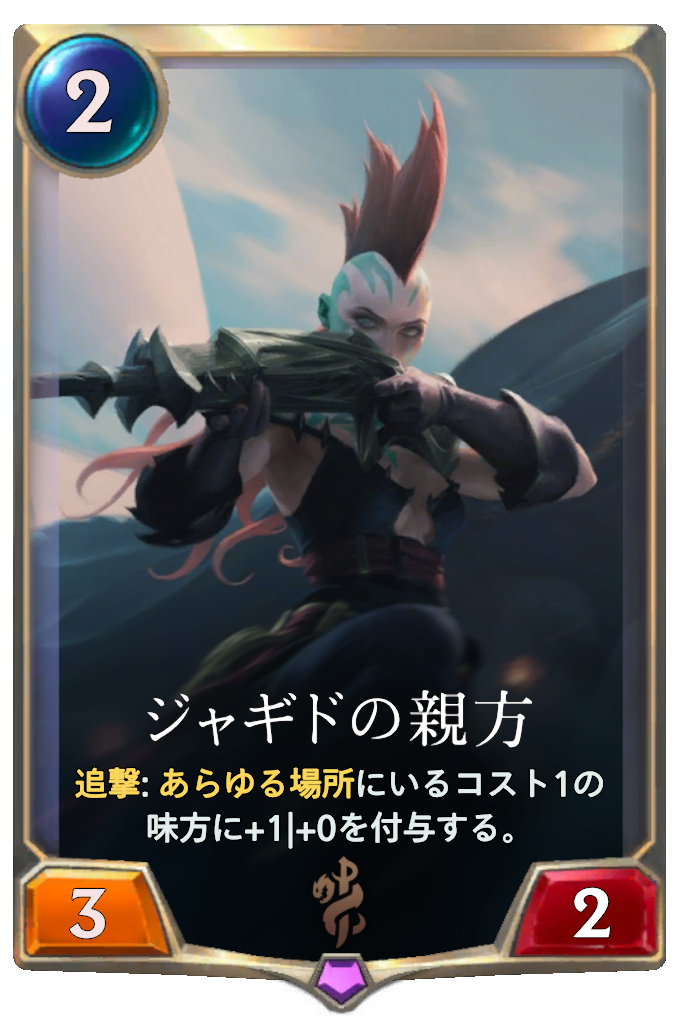 2
ジャギドの親方
追撃: あらゆる場所にいるコスト1の
味方に+1|+0を付与する。
3
2